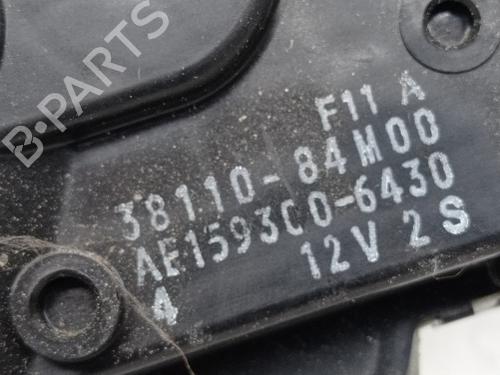 B-PARTS
F11 A
38110-84M00
AE159300-6430
12V 2S
4